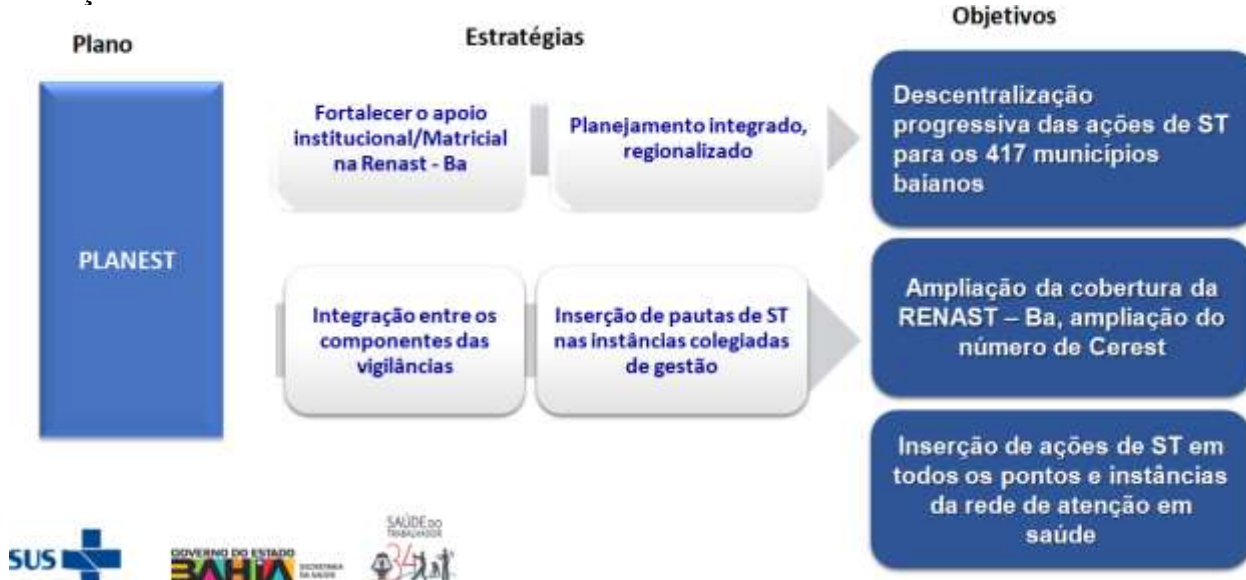 Plano
Estratégias
Objetivos
PLANEST
Fortalecer o apoio
institucional/Matricial
na Renast - Ba
Planejamento integrado,
regionalizado
Descentralização
progressiva das ações de ST
para os 417 municípios
baianos
Integração entre os
componentes das
vigilâncias
Inserção de pautas de ST
nas instâncias colegiadas
de gestão
Ampliação da cobertura da
RENAST – Ba, ampliação do
número de Cerest
Inserção de ações de ST em
todos os pontos e instâncias
da rede de atenção em
saúde
SUS
GOVERNO DO ESTADO
BAHIA
SECRETARIA
DA SAÚDE
SAÚDE DO
TRABALHADOR
34